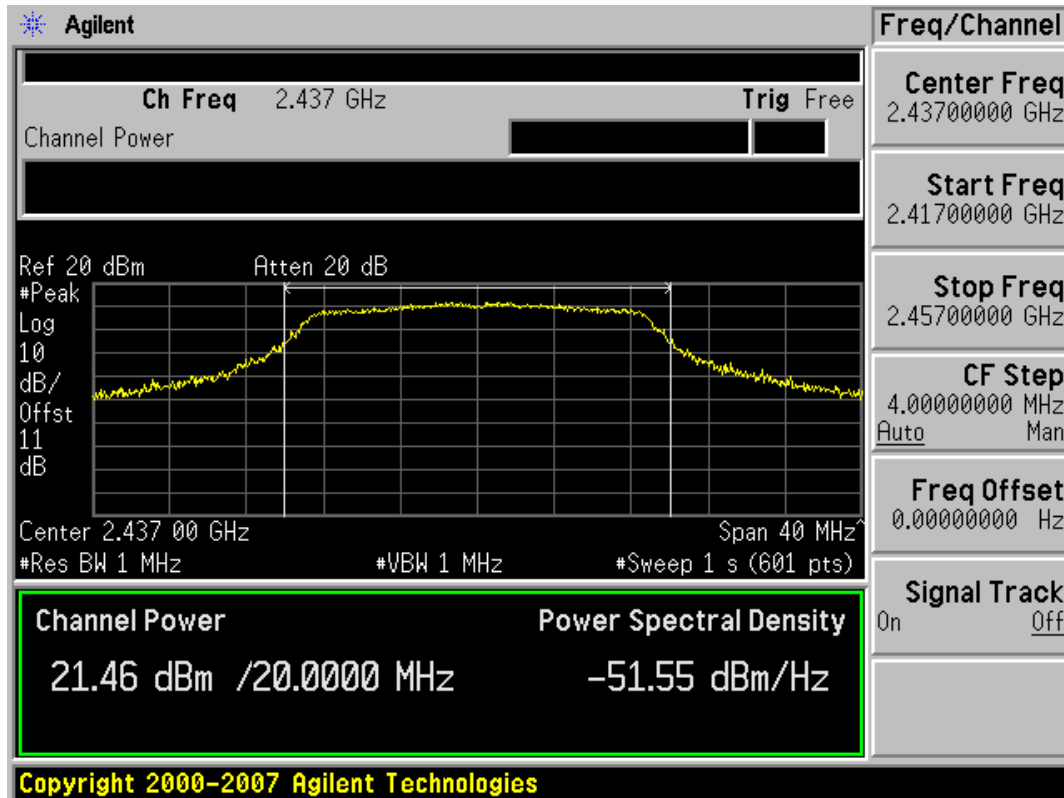 Agilent
Freq/Channel
Ch Freq 2.437 GHz Trig Free
Channel Power
Ref 20 dBm Atten 20 dB
#Peak
Log
10
dB/
Offst
11
dB
Center 2.437 00 GHz Span 40 MHz^
#Res BW 1 MHz #VBW 1 MHz #Sweep 1 s (601 pts)
Channel Power Power Spectral Density
21.46 dBm /20.0000 MHz -51.55 dBm/Hz
Center Freq
2.43700000 GHz
Start Freq
2.41700000 GHz
Stop Freq
2.45700000 GHz
CF Step
4.00000000 MHz
Auto Man
Freq Offset
0.00000000 Hz
Signal Track
On Off
Copyright 2000-2007 Agilent Technologies